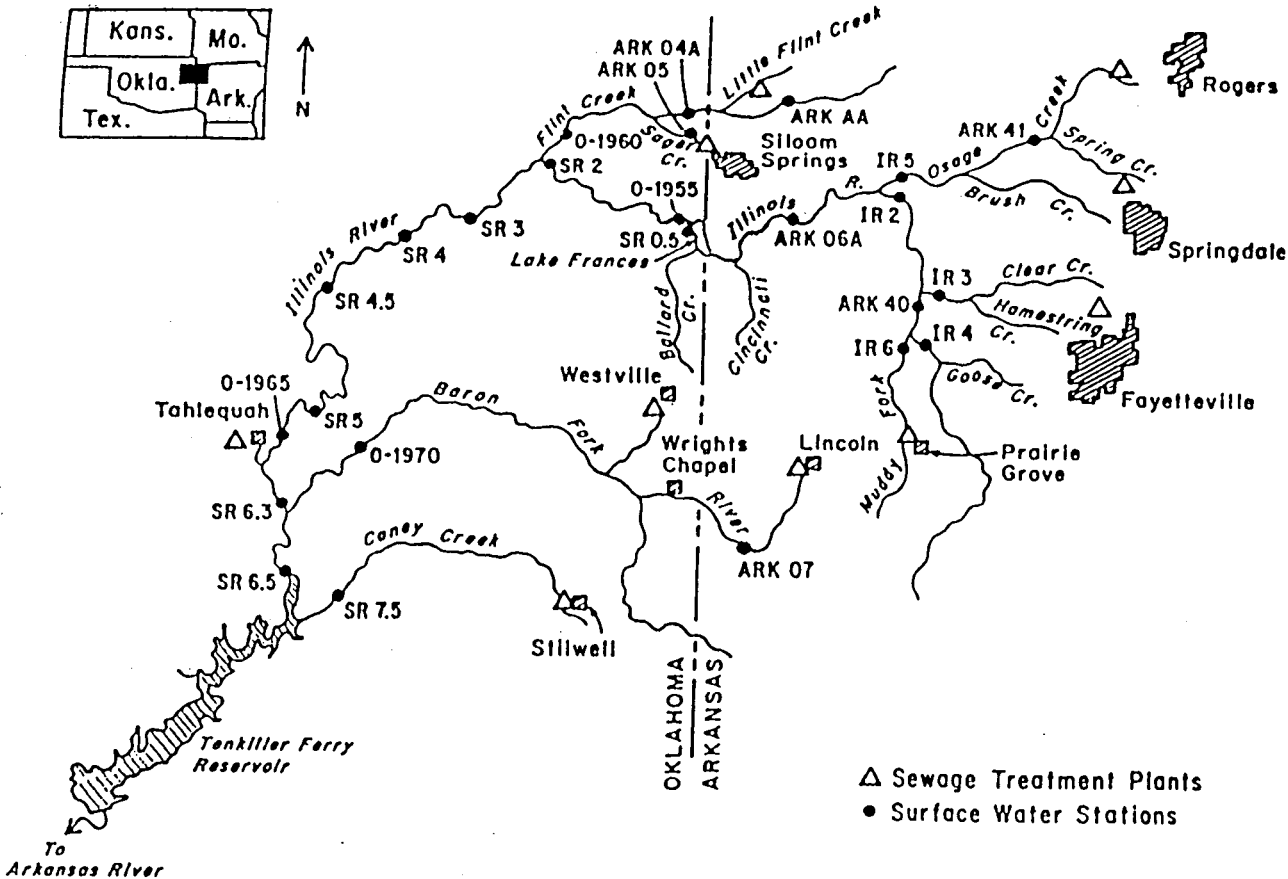 Kans.
Mo.
Okla.
Ark.
Tex.
N
ARK 04A
ARK 05
Little Flint Creek
Flint Creek
O-1960
Sager
Cr.
ARK AA
Siloam
Springs
SR 2
SR 3
SR 4
SR 4.5
Illinois River
O-1955
SR 0.5
Lake Frances
Ballard
Cr.
Cincinnati
Cr.
Illinois
R.
ARK 06A
IR 5
IR 2
Osage
Creek
ARK 41
Spring Cr.
Brush
Cr.
Rogers
Springdale
IR 3
Clear Cr.
ARK 40
Hamestring
Cr.
IR 4
IR 6
Goose Cr.
Fayetteville
Muddy
Fork
Prairie
Grove
O-1965
Tahlequah
SR 5
O-1970
Baron
Fork
River
Westville
Wrights
Chapel
Lincoln
ARK 07
SR 6.3
SR 6.5
SR 7.5
Caney Creek
Stilwell
Tenkiller Ferry
Reservoir
To
Arkansas River
OKLAHOMA
ARKANSAS
Sewage Treatment Plants
Surface Water Stations